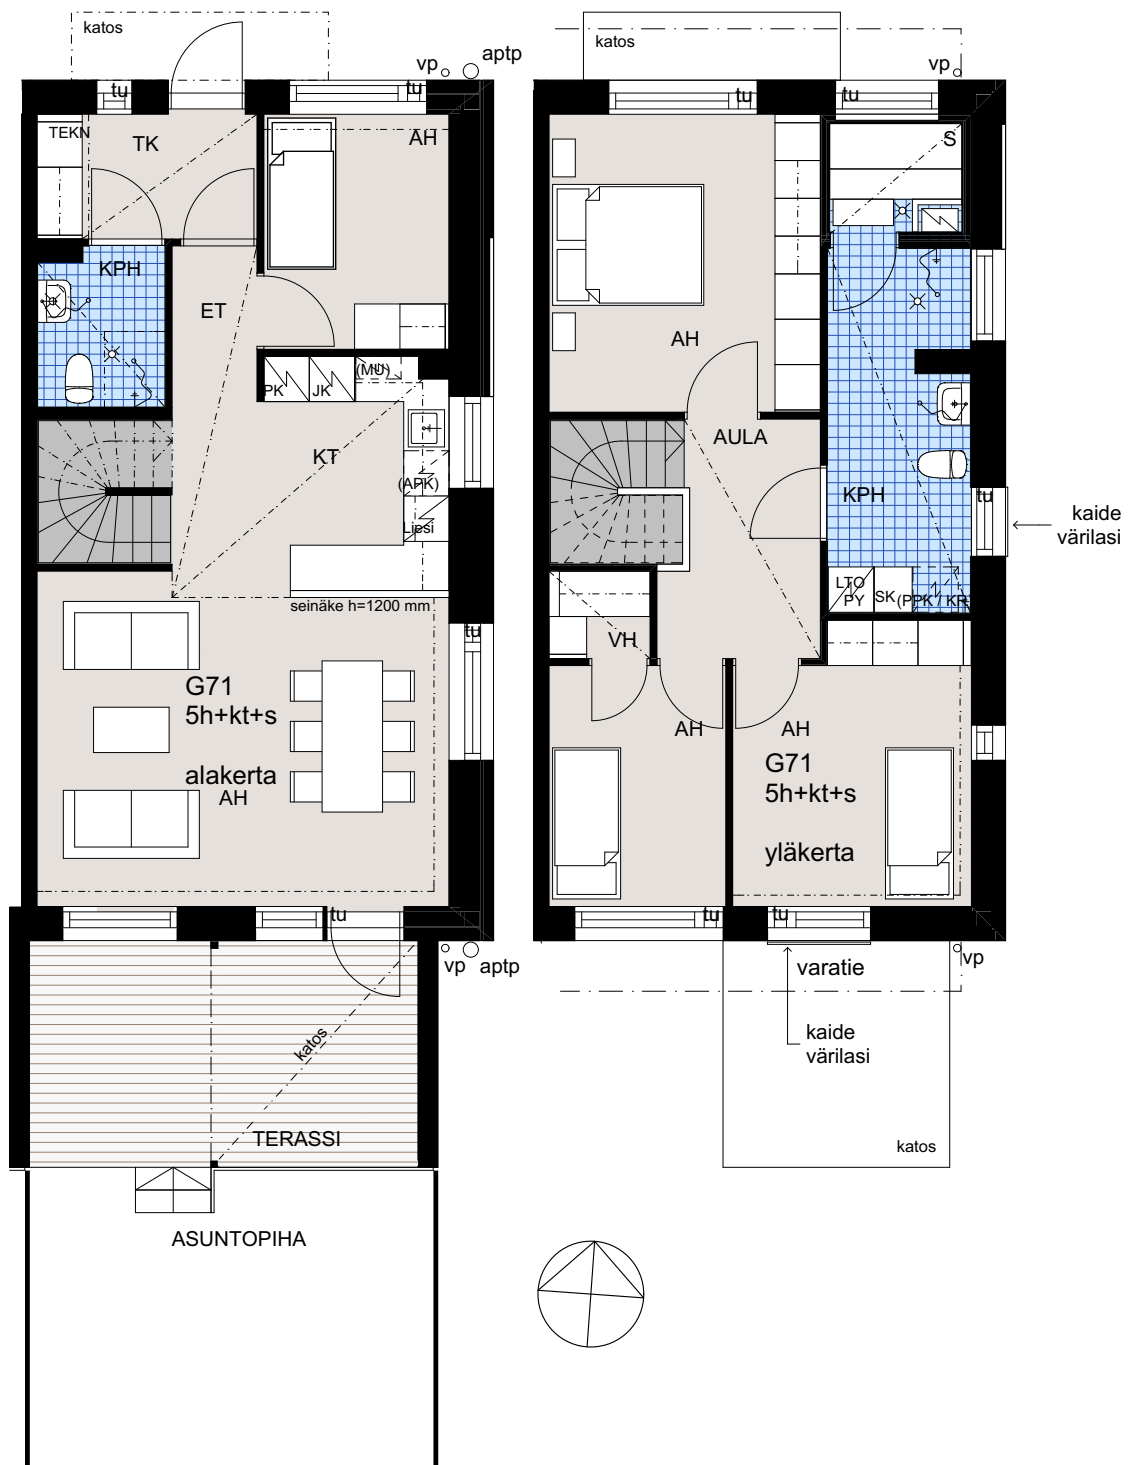 katos
vp
aptp
tu
tu
TEKN
TK
AH
KPH
ET
PK
JK
(MU)
KT
(APK)
Liesi
seinäke h=1200 mm
tu
G71
5h+kt+s
alakerta
AH
tu
vp
aptp
katos
TERASSI
ASUNTOPIHA
katos
vp
tu
tu
S
AH
AULA
KPH
tu
kaide
värilasi
LTO
PY
SK
(PPK / KR)
VH
AH
AH
G71
5h+kt+s
yläkerta
tu
tu
varatie
vp
kaide
värilasi
katos